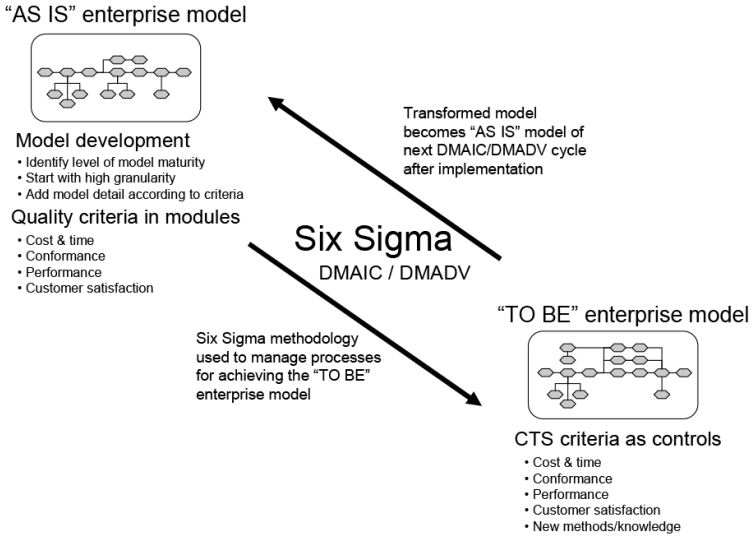 “AS IS” enterprise model
Model development
• Identify level of model maturity
• Start with high granularity
• Add model detail according to criteria
Quality criteria in modules
• Cost & time
• Conformance
• Performance
• Customer satisfaction
Transformed model
becomes “AS IS” model of
next DMAIC/DMADV cycle
after implementation
Six Sigma
DMAIC / DMADV
Six Sigma methodology
used to manage processes
for achieving the “TO BE”
enterprise model
“TO BE” enterprise model
CTS criteria as controls
• Cost & time
• Conformance
• Performance
• Customer satisfaction
• New methods/knowledge